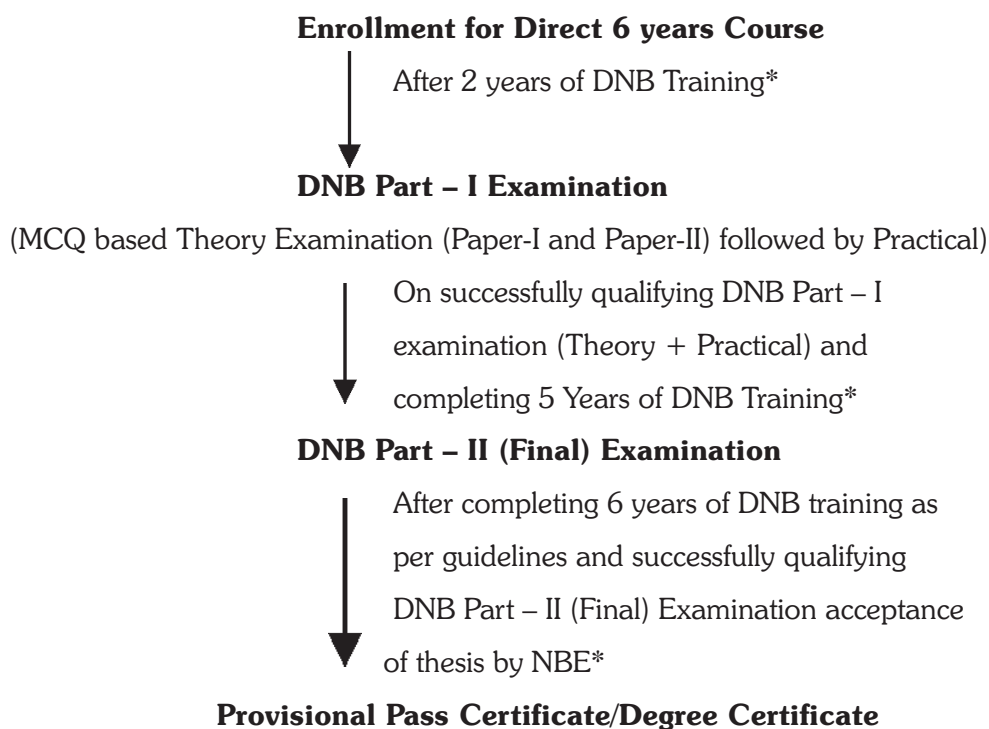 Enrollment for Direct 6 years Course
After 2 years of DNB Training*
DNB Part – I Examination
(MCQ based Theory Examination (Paper-I and Paper-II) followed by Practical)
On successfully qualifying DNB Part – I
examination (Theory + Practical) and
completing 5 Years of DNB Training*
DNB Part – II (Final) Examination
After completing 6 years of DNB training as
per guidelines and successfully qualifying
DNB Part – II (Final) Examination acceptance
of thesis by NBE*
Provisional Pass Certificate/Degree Certificate